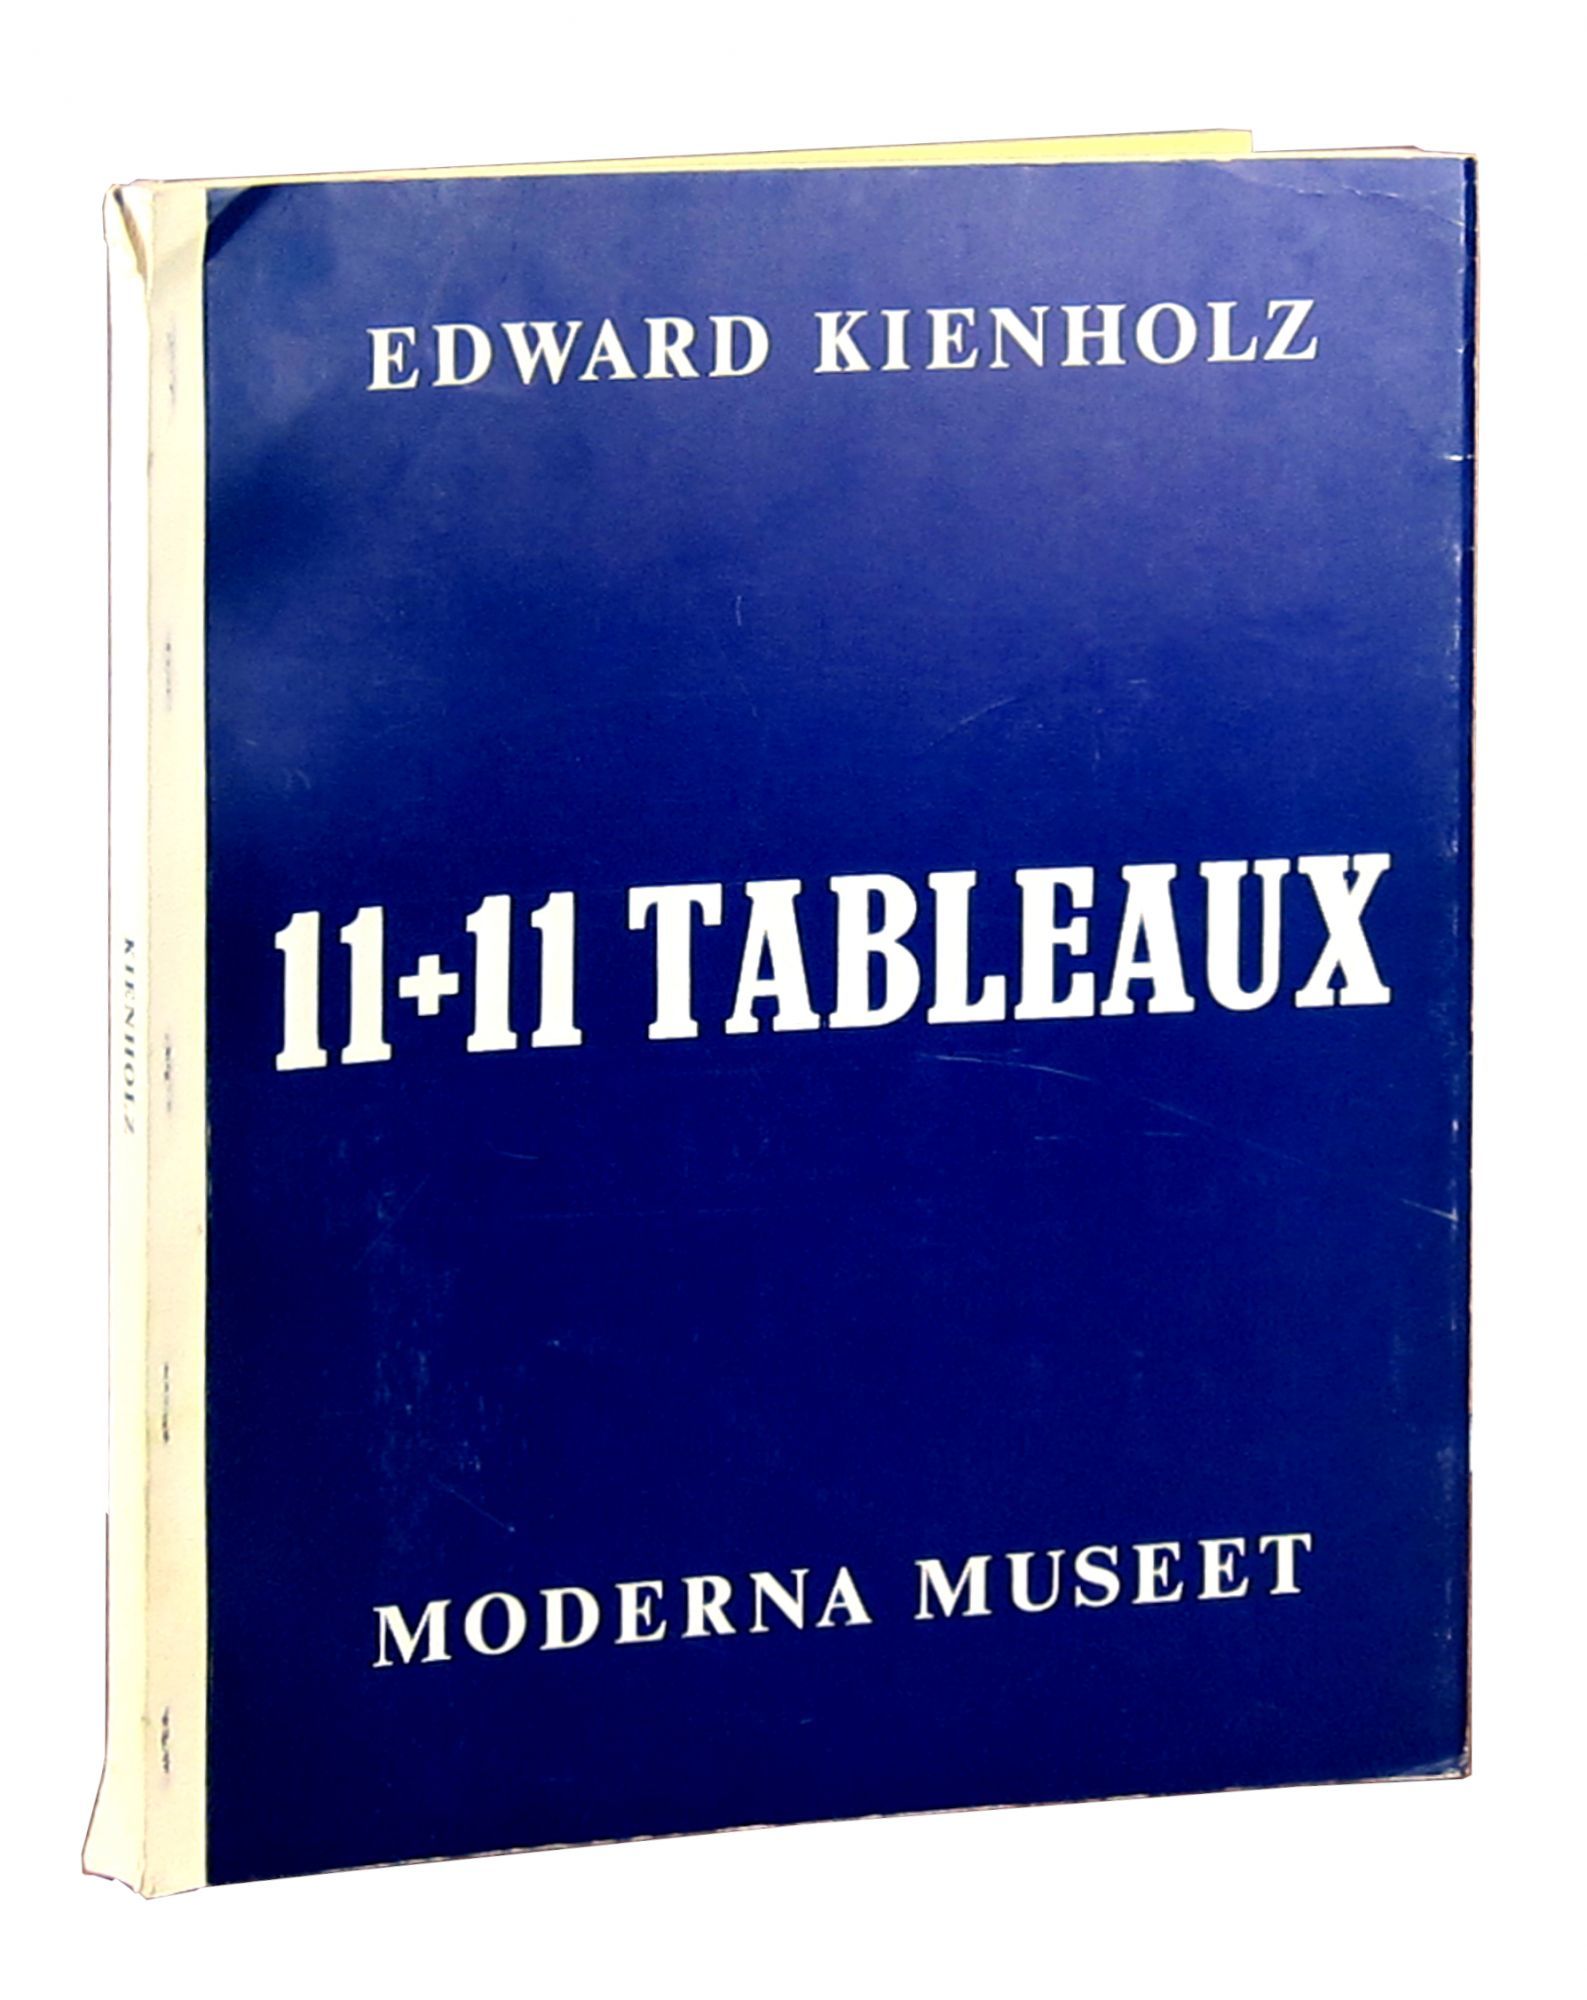 EDWARD KIENHOLZ
11+11 TABLEAUX
MODERNA MUSEET
KIENHOLZ